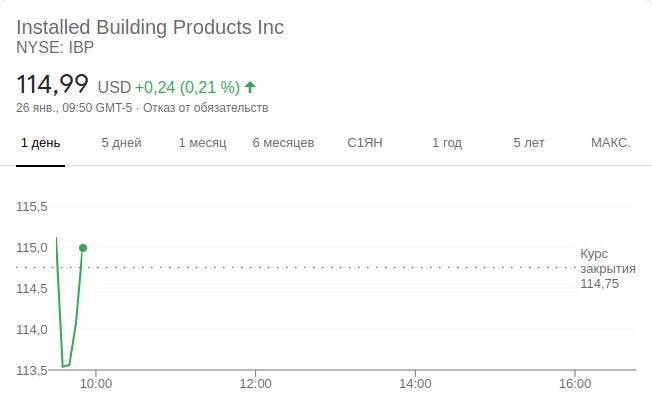 Installed Building Products Inc
NYSE: IBP
114,99 USD +0,24 (0,21 %)
26 янв., 09:50 GMT-5 · Отказ от обязательств
1 день 5 дней 1 месяц 6 месяцев С1ЯН 1 год 5 лет МАКС.
115,5
115,0
114,5
114,0
113,5
Курс
закрытия
114,75
10:00 12:00 14:00 16:00